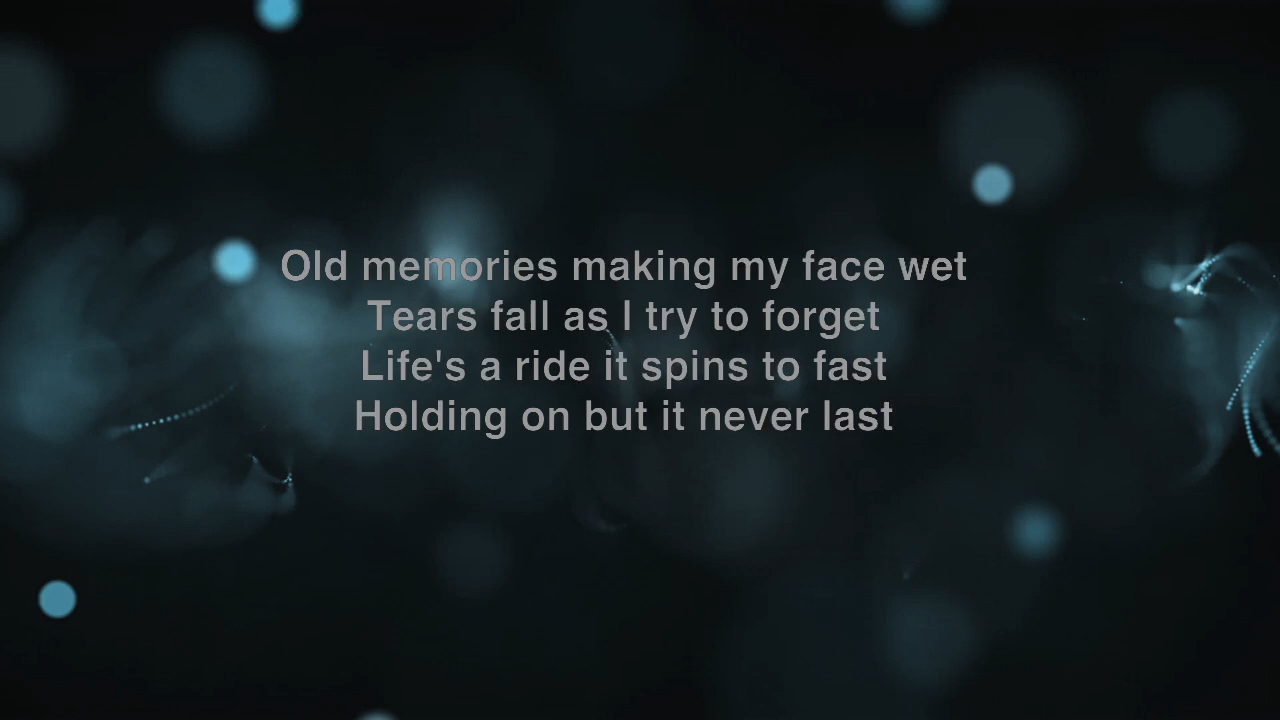 Old memories making my face wet
Tears fall as I try to forget
Life's a ride it spins to fast
Holding on but it never last